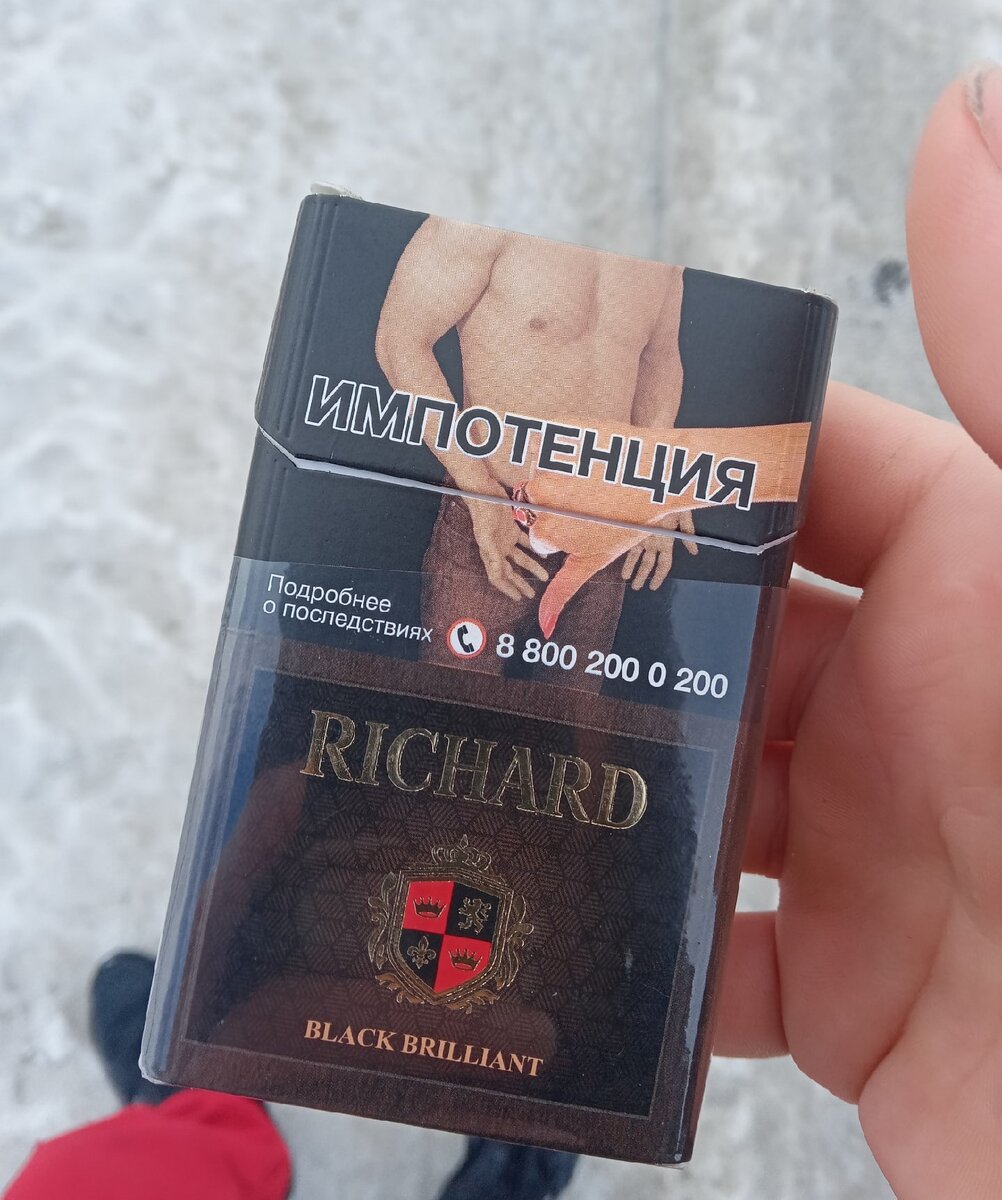 ИМПОТЕНЦИЯ
Подробнее
о последствиях 8 800 200 0 200
RICHARD
BLACK BRILLIANT